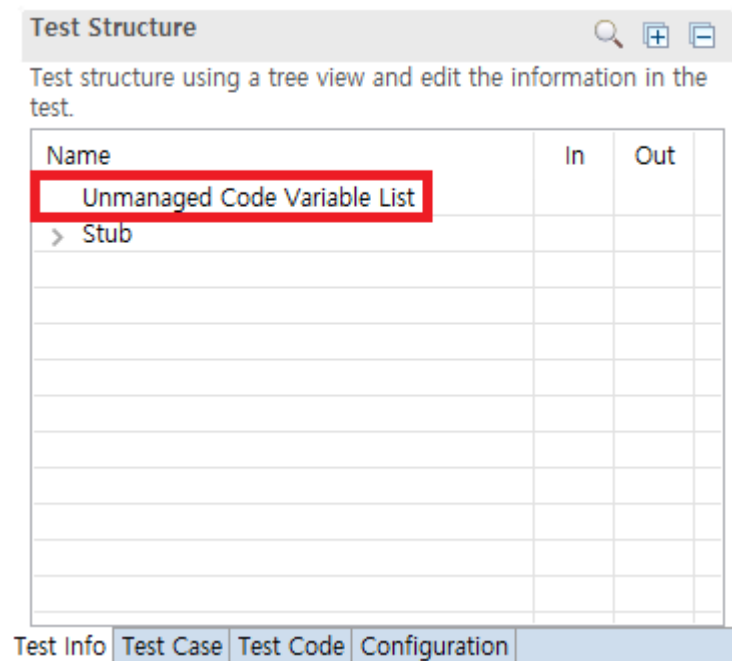 Test Structure
Test structure using a tree view and edit the information in the
test.
Name In Out
Unmanaged Code Variable List
Stub
Test Info Test Case Test Code Configuration